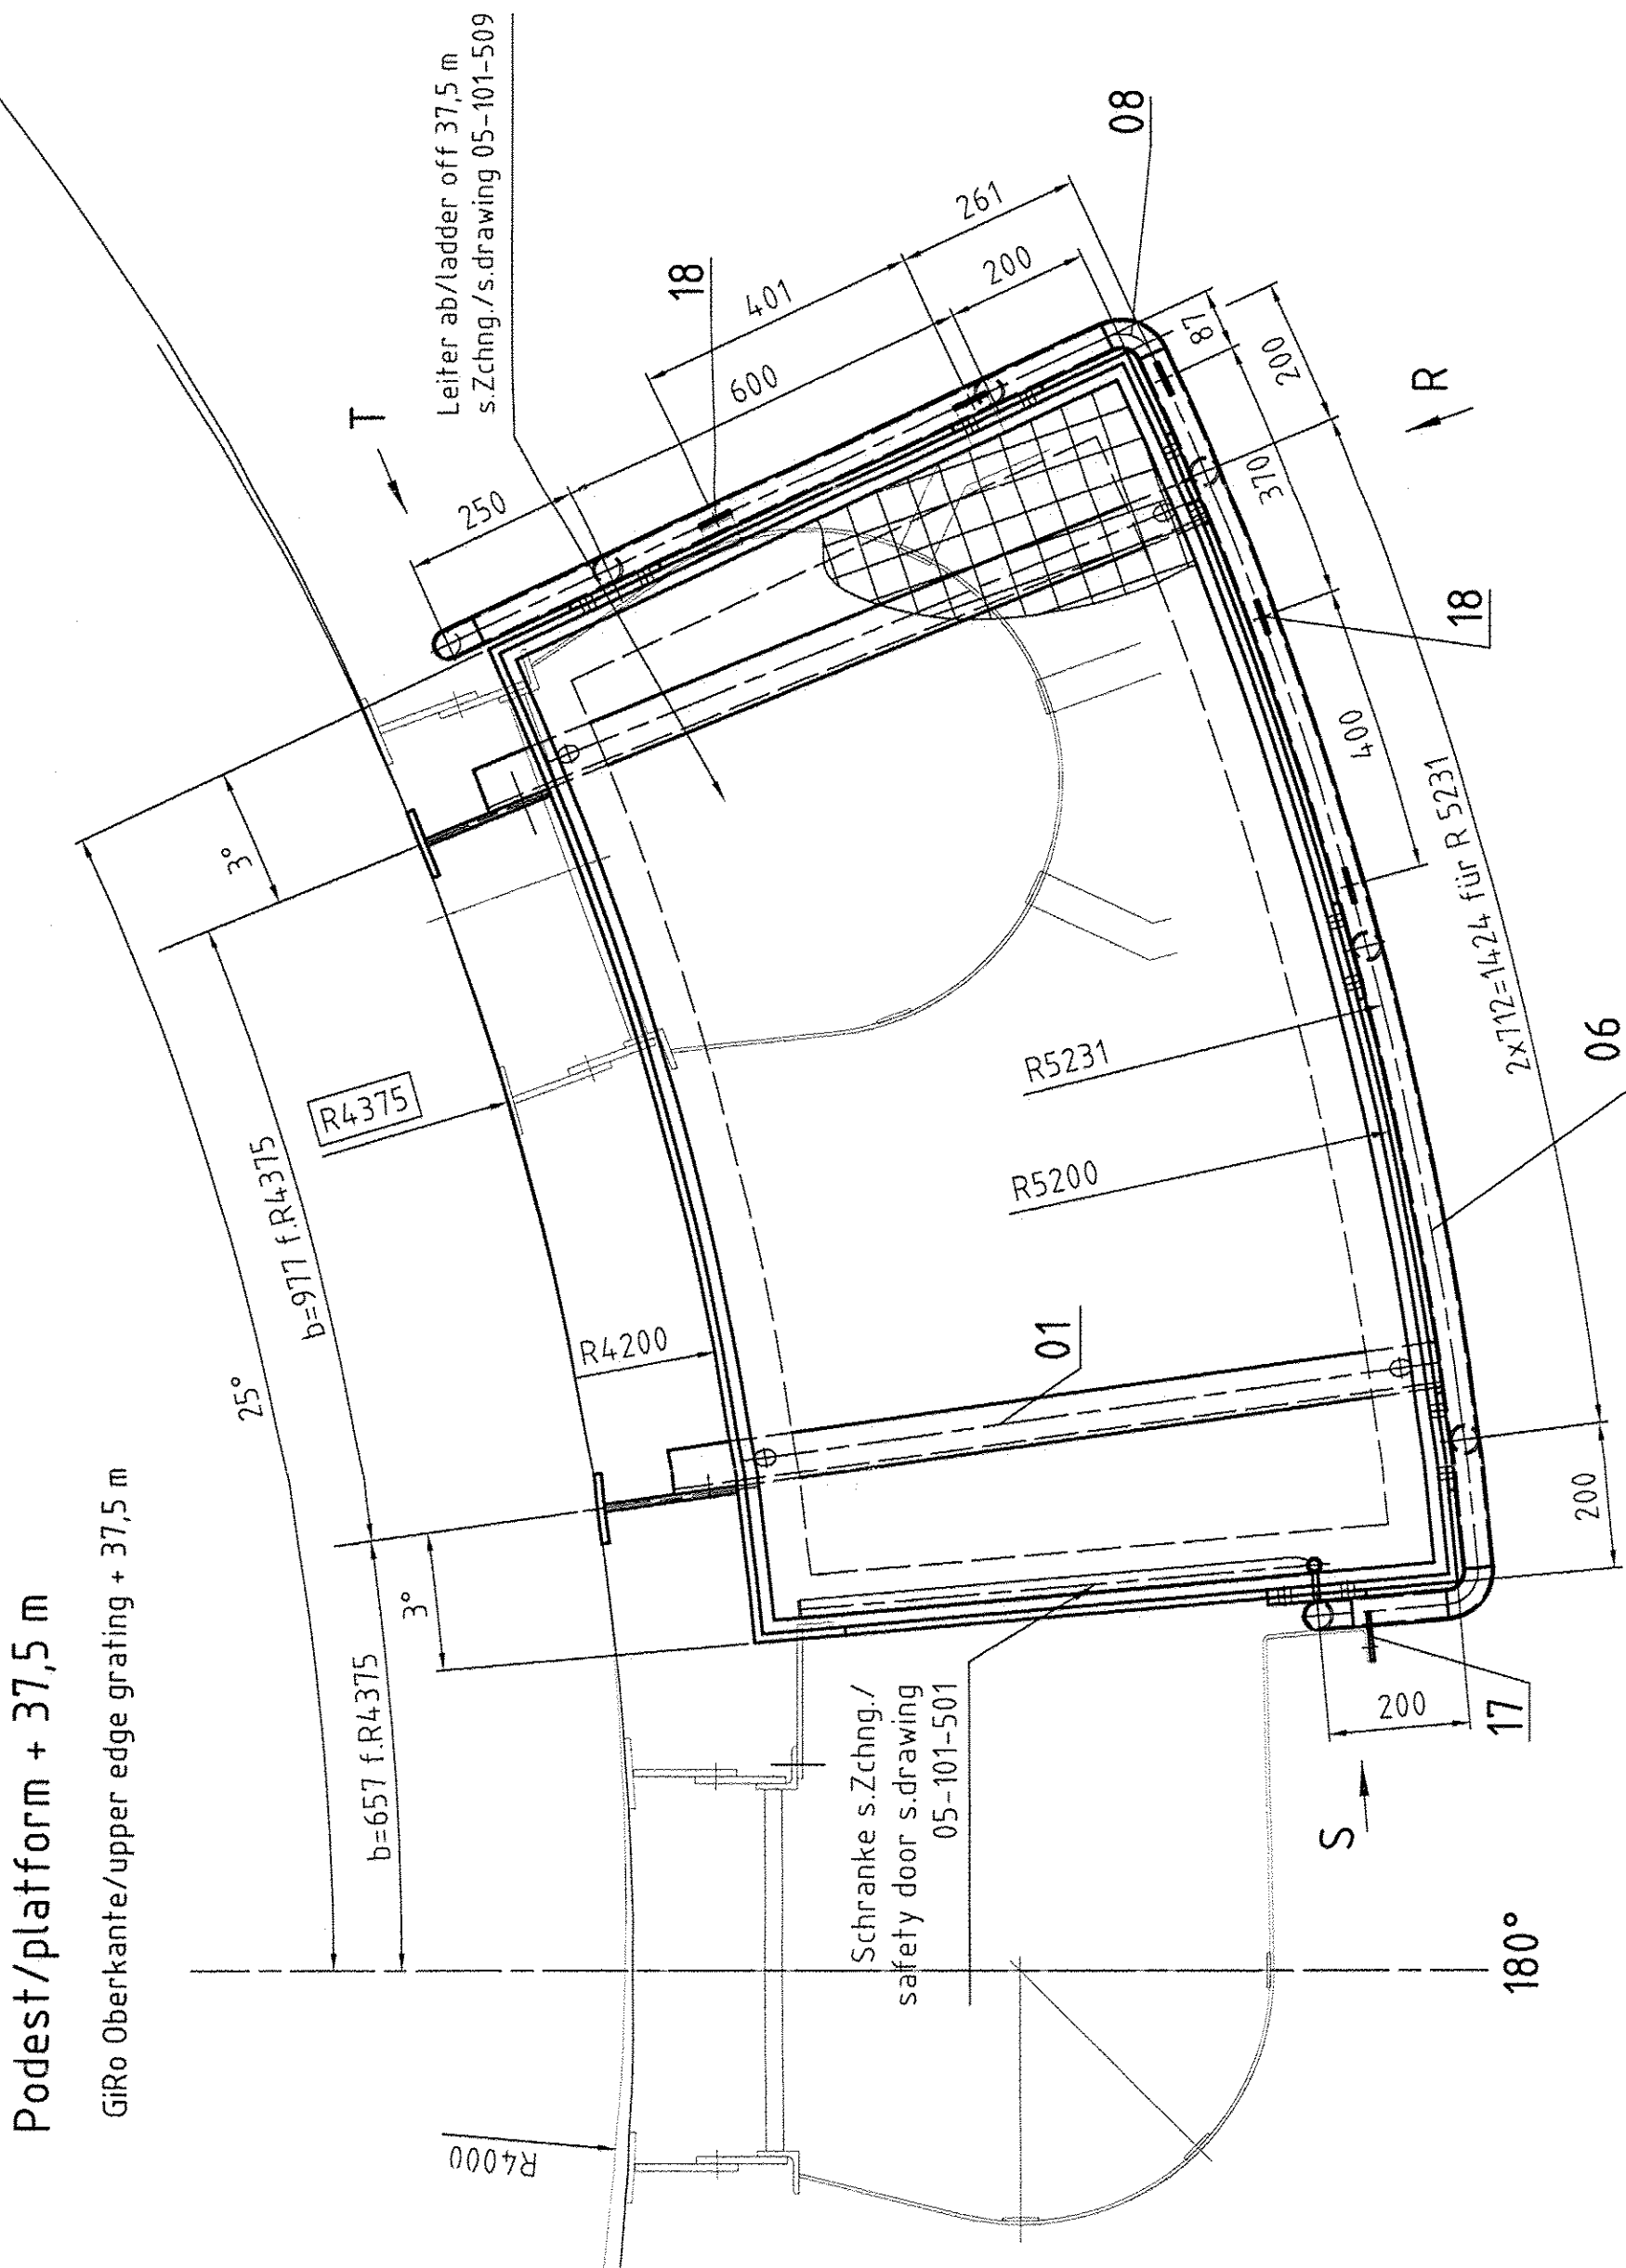 Podest/platform + 37,5 m
GiRo Oberkante/upper edge grating + 37,5 m
25°
b=657 f.R4375
b=977 f.R4375
3°
3°
R4375
R4200
R4000
T
Leiter ab/ladder off 37,5 m
s.Zchng./s.drawing 05-101-509
250
18
401
600
261
200
08
87
200
370
R
18
400
2x712=1424 für R 5231
R5231
R5200
06
01
200
Schranke s.Zchng./
safety door s.drawing
05-101-501
200
17
S
180°